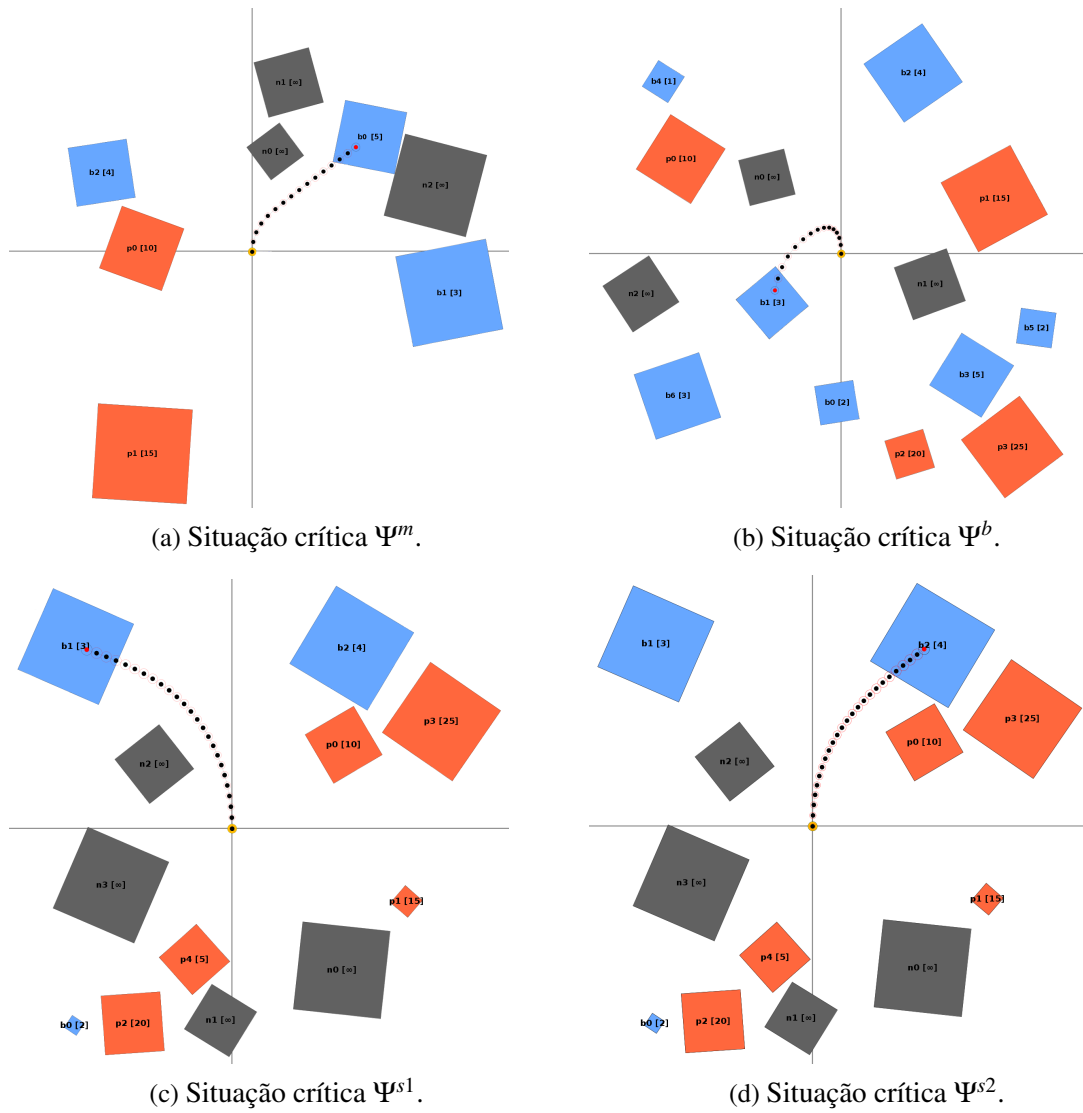 n1 [∞]
b0 [5]
n0 [∞]
b2 [4]
n2 [∞]
p0 [10]
b1 [3]
p1 [15]
(a) Situação crítica Ψᵐ.
b2 [4]
b4 [1]
p0 [10]
n0 [∞]
p1 [15]
n1 [∞]
n2 [∞]
b1 [3]
b5 [2]
b3 [5]
b6 [3]
b0 [2]
p3 [25]
p2 [20]
(b) Situação crítica Ψᵇ.
b1 [3]
b2 [4]
p3 [25]
p0 [10]
n2 [∞]
n3 [∞]
p1 [15]
p4 [5]
n0 [∞]
n1 [∞]
b0 [2]
p2 [20]
(c) Situação crítica Ψˢ¹.
b1 [3]
b2 [4]
p3 [25]
p0 [10]
n2 [∞]
n3 [∞]
p1 [15]
p4 [5]
n0 [∞]
n1 [∞]
b0 [2]
p2 [20]
(d) Situação crítica Ψˢ².